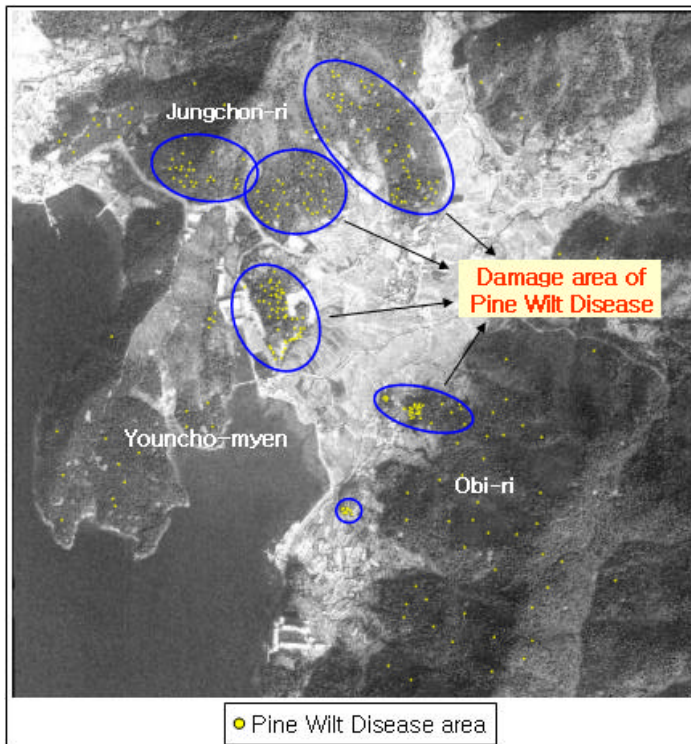 Jungchon-ri
Damage area of
Pine Wilt Disease
Youncho-myen
Obi-ri
Pine Wilt Disease area